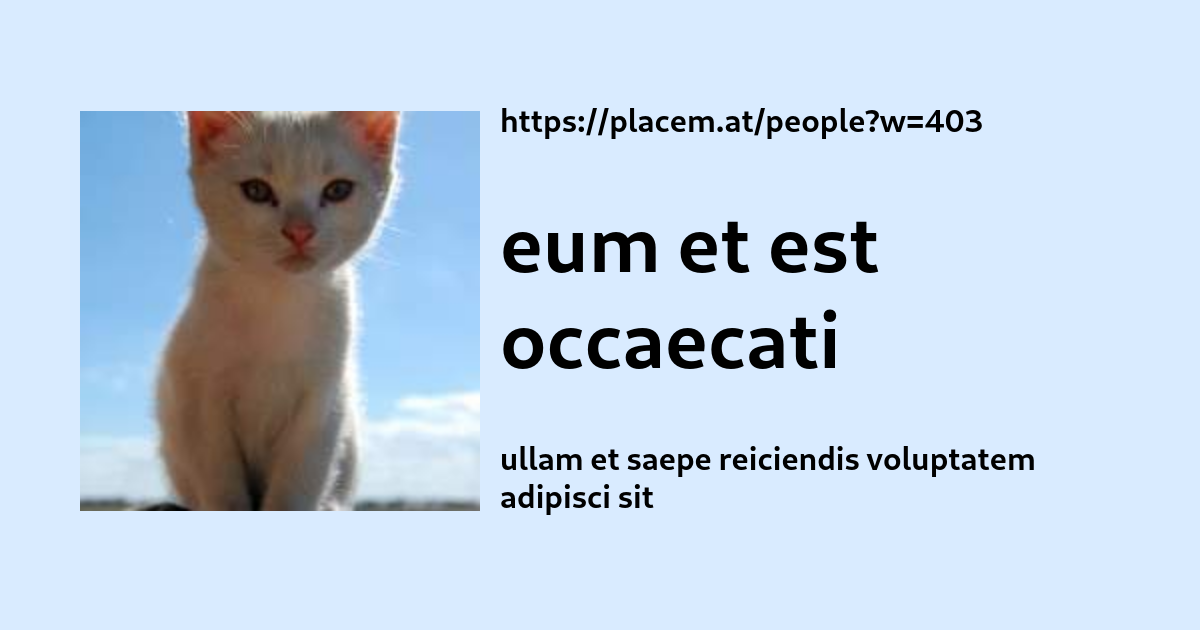 https://placem.at/people?w=403
eum et est
occaecati
ullam et saepe reiciendis voluptatem
adipisci sit